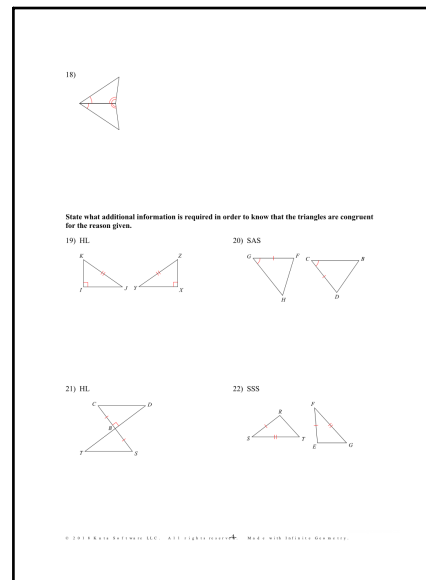 18)
State what additional information is required in order to know that the triangles are congruent
for the reason given.
19) HL
20) SAS
K
Z
I
J
Y
X
G
F
C
B
H
D
21) HL
22) SSS
C
D
B
T
S
R
S
T
F
E
G